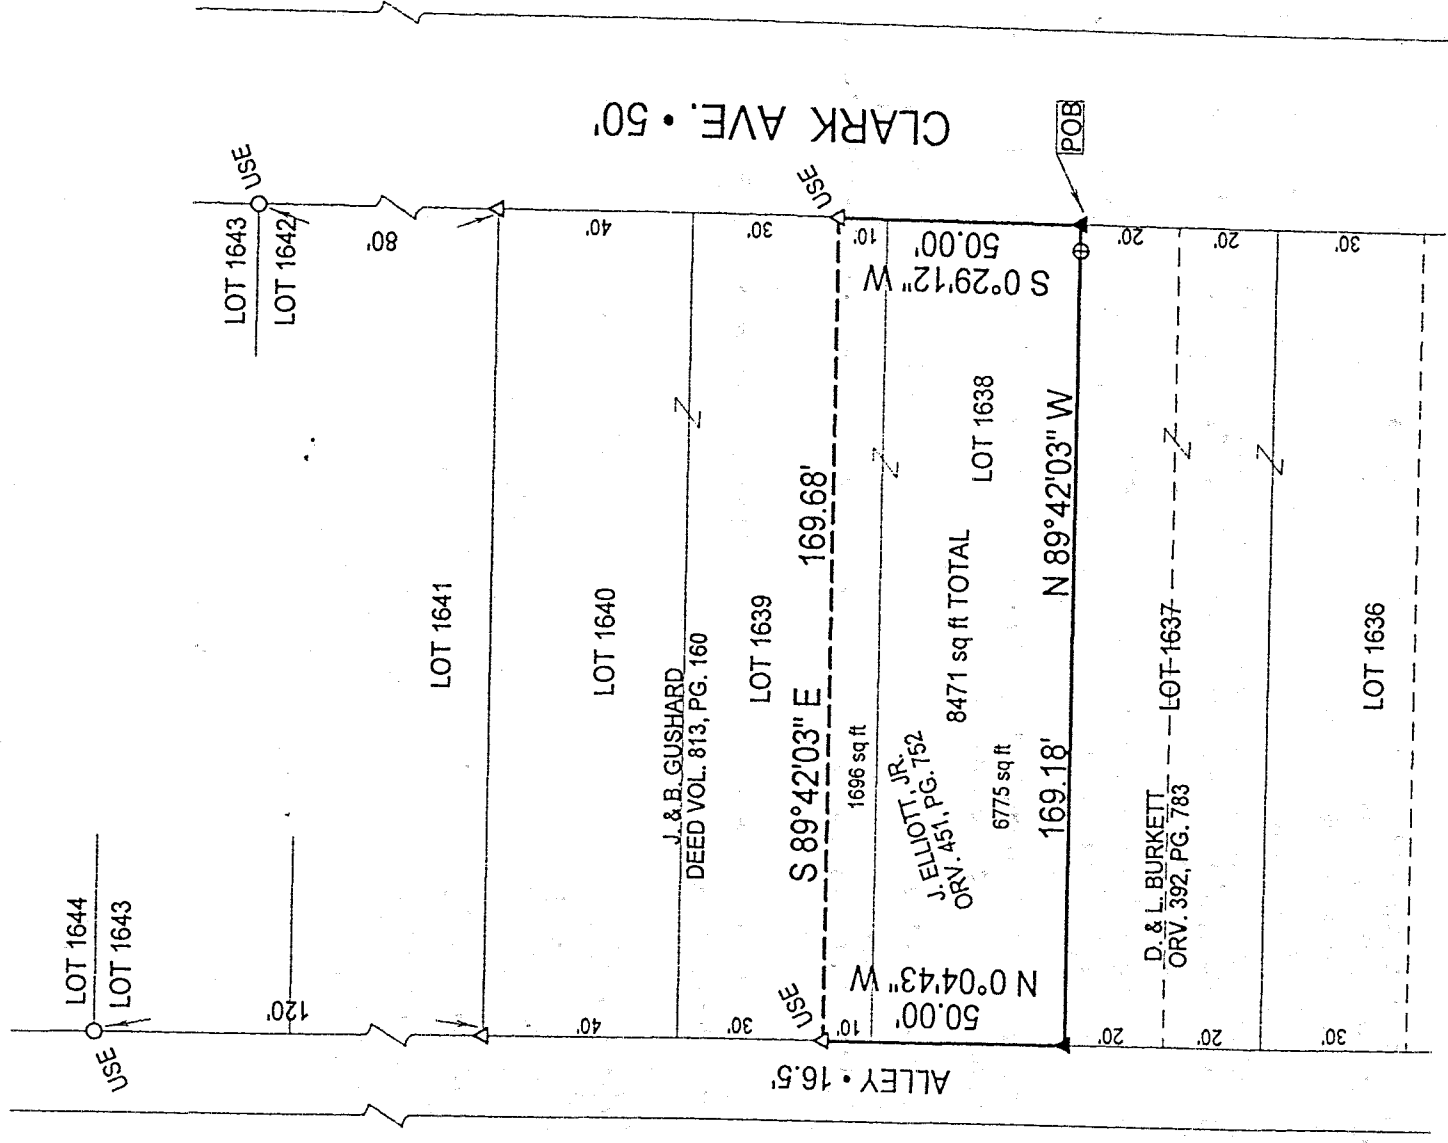 CLARK AVE. • 50'
POB
USE
LOT 1643
LOT 1642
80'
40'
30'
USE
10'
50.00'
S 0°29'12" W
20'
20'
30'
LOT 1641
LOT 1640
J. & B. GUSHARD
DEED VOL. 813, PG. 160
LOT 1639
S 89°42'03" E 169.68'
1696 sq ft
J. ELLIOTT, JR.
ORV. 451, PG. 752
8471 sq ft TOTAL
LOT 1638
6775 sq ft
169.18' N 89°42'03" W
D. & L. BURKETT
ORV. 392, PG. 783
LOT 1637
LOT 1636
LOT 1644
LOT 1643
USE
120'
40'
30'
USE
10'
N 0°04'43" W
50.00'
20'
20'
30'
ALLEY • 16.5'